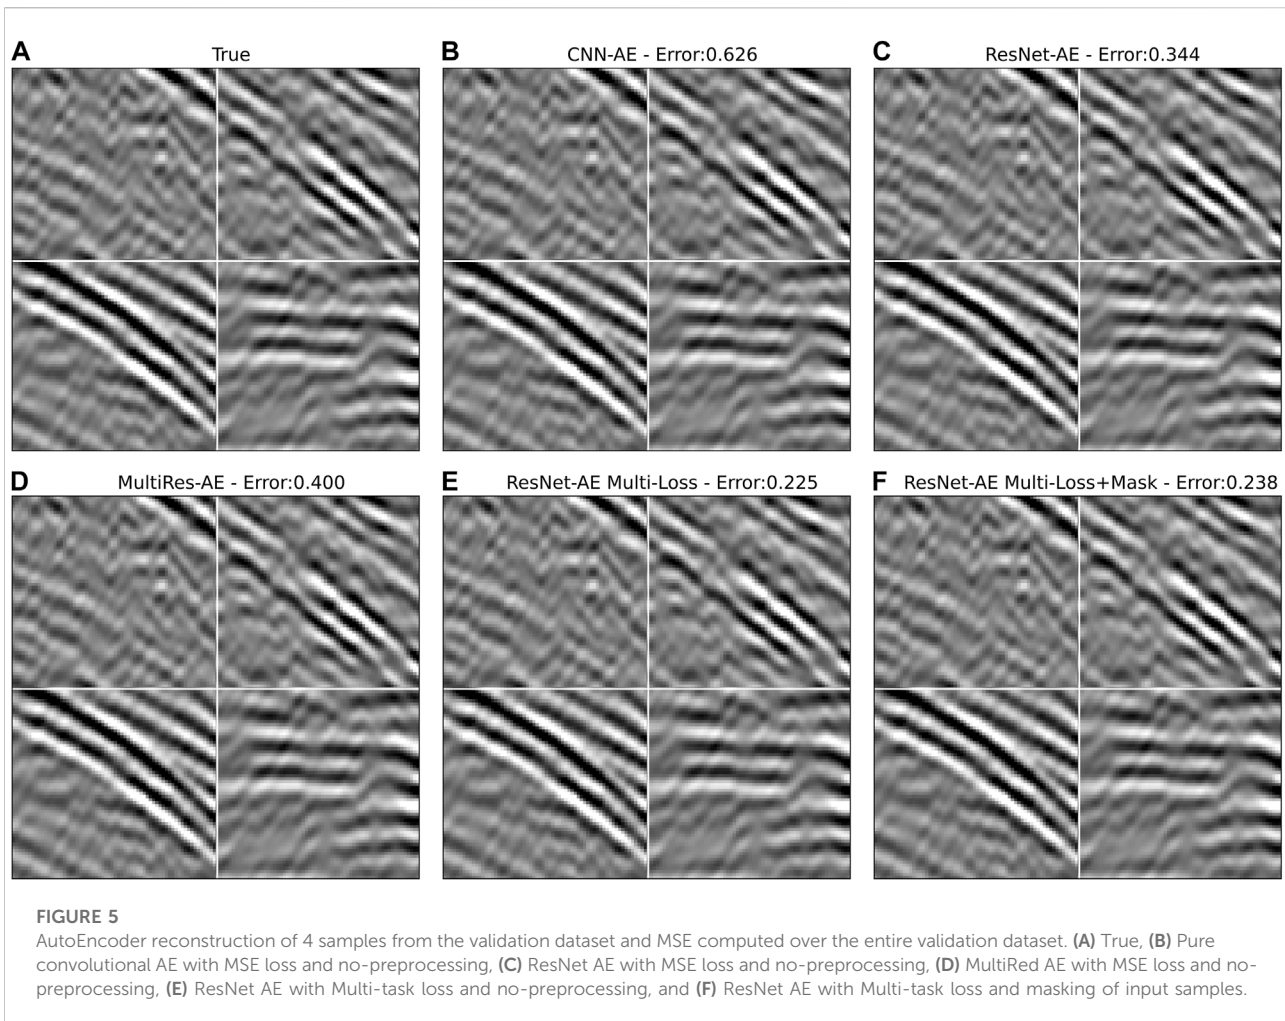 A
True
B
CNN-AE - Error:0.626
C
ResNet-AE - Error:0.344
D
MultiRes-AE - Error:0.400
E
ResNet-AE Multi-Loss - Error:0.225
F
ResNet-AE Multi-Loss+Mask - Error:0.238
FIGURE 5
AutoEncoder reconstruction of 4 samples from the validation dataset and MSE computed over the entire validation dataset. (A) True, (B) Pure
convolutional AE with MSE loss and no-preprocessing, (C) ResNet AE with MSE loss and no-preprocessing, (D) MultiRed AE with MSE loss and no-
preprocessing, (E) ResNet AE with Multi-task loss and no-preprocessing, and (F) ResNet AE with Multi-task loss and masking of input samples.